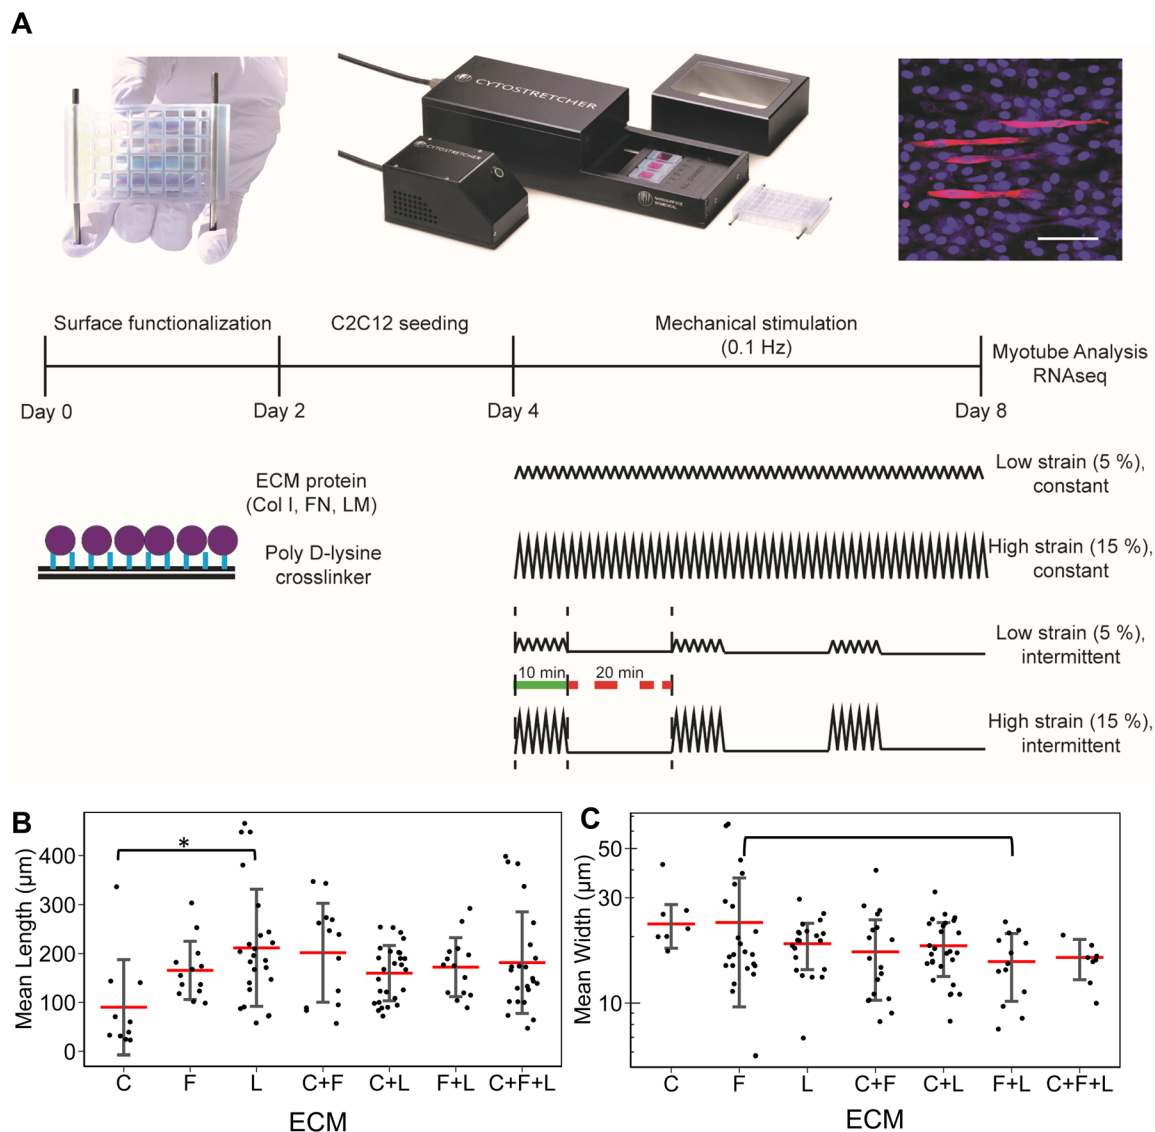 A
CYTOSTRETCHER
CYTOSTRETCHER
NANOSURFACE
BIOMEDICAL
Surface functionalization
C2C12 seeding
Mechanical stimulation
(0.1 Hz)
Myotube Analysis
RNAseq
Day 0
Day 2
Day 4
Day 8
ECM protein
(Col I, FN, LM)
Poly D-lysine
crosslinker
Low strain (5 %),
constant
High strain (15 %),
constant
Low strain (5 %),
intermittent
10 min
20 min
High strain (15 %),
intermittent
B
Mean Length (µm)
400
300
200
100
0
*
C
F
L
C+F
C+L
F+L
C+F+L
ECM
C
Mean Width (µm)
50
30
10
C
F
L
C+F
C+L
F+L
C+F+L
ECM